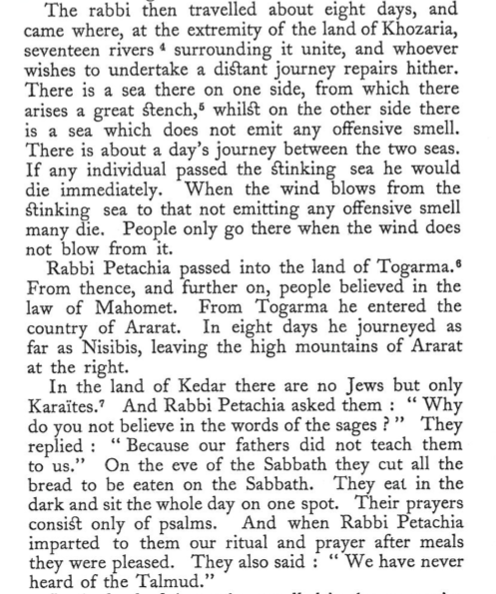 The rabbi then travelled about eight days, and
came where, at the extremity of the land of Khozaria,
seventeen rivers ⁴ surrounding it unite, and whoever
wishes to undertake a distant journey repairs hither.
There is a sea there on one side, from which there
arises a great stench,⁵ whilst on the other side there
is a sea which does not emit any offensive smell.
There is about a day's journey between the two seas.
If any individual passed the stinking sea he would
die immediately. When the wind blows from the
stinking sea to that not emitting any offensive smell
many die. People only go there when the wind does
not blow from it.
Rabbi Petachia passed into the land of Togarma.⁶
From thence, and further on, people believed in the
law of Mahomet. From Togarma he entered the
country of Ararat. In eight days he journeyed as
far as Nisibis, leaving the high mountains of Ararat
at the right.
In the land of Kedar there are no Jews but only
Karaïtes.⁷ And Rabbi Petachia asked them : " Why
do you not believe in the words of the sages ? " They
replied : " Because our fathers did not teach them
to us." On the eve of the Sabbath they cut all the
bread to be eaten on the Sabbath. They eat in the
dark and sit the whole day on one spot. Their prayers
consist only of psalms. And when Rabbi Petachia
imparted to them our ritual and prayer after meals
they were pleased. They also said : " We have never
heard of the Talmud."